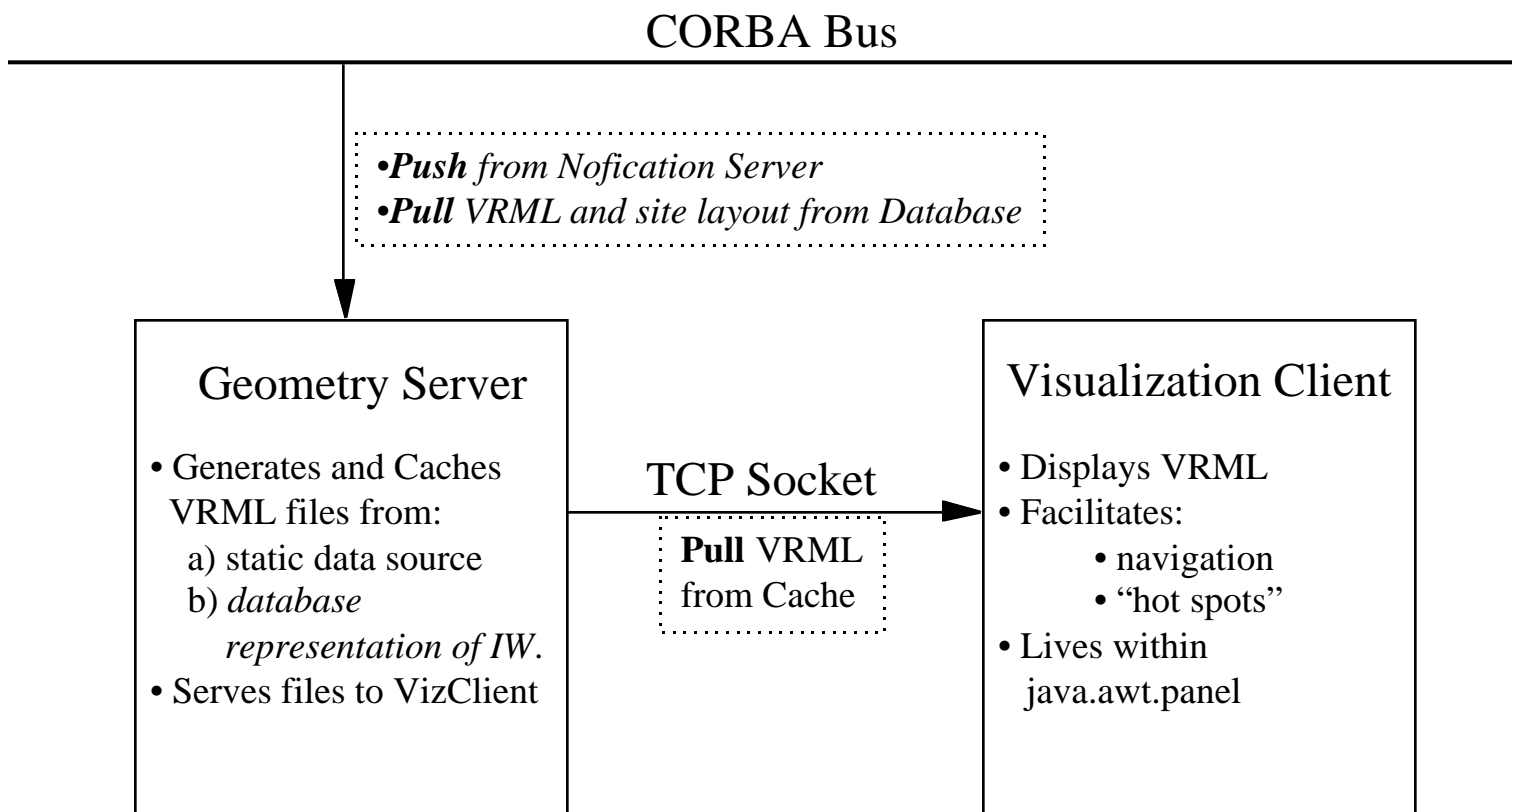 CORBA Bus
•Push from Nofication Server
•Pull VRML and site layout from Database
Geometry Server
• Generates and Caches
VRML files from:
a) static data source
b) database
representation of IW.
• Serves files to VizClient
TCP Socket
Pull VRML
from Cache
Visualization Client
• Displays VRML
• Facilitates:
• navigation
• “hot spots”
• Lives within
java.awt.panel